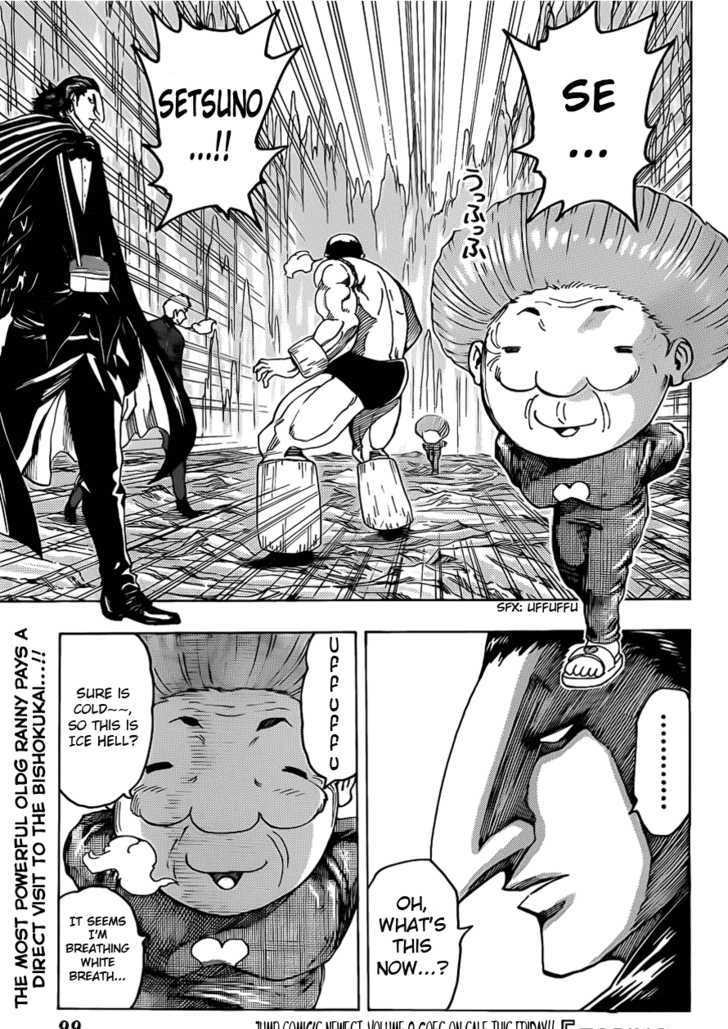 SE
...
SETSUNO
...!!
うっふっふ
SFX: UFFUFFU
.........
OH,
WHAT'S
THIS
NOW...?
UFFUFFU
SURE IS
COLD~~,
SO THIS IS
ICE HELL?
IT SEEMS
I'M
BREATHING
WHITE
BREATH...
THE MOST POWERFUL OLDG RANNY PAYS A
DIRECT VISIT TO THE BISHOKUKAI...!!
99
JUMP COMICS NEWEST VOLUME 9 GOES ON SALE THIS FRIDAY!!